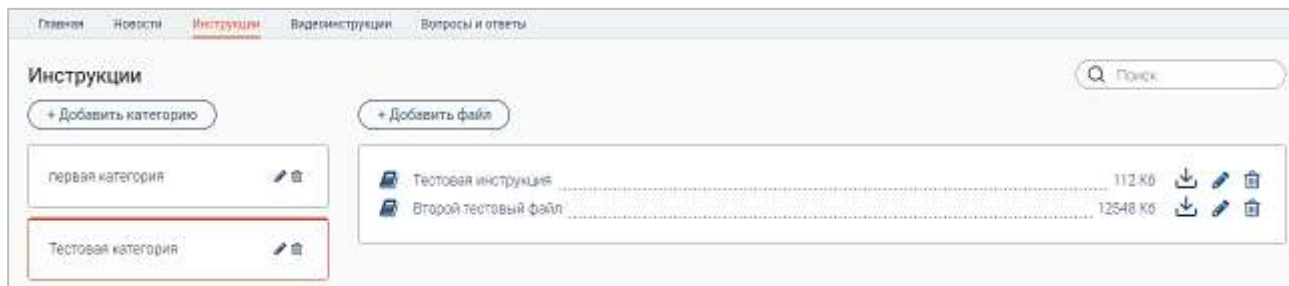 Главная Новости Инструкции Видеоинструкции Вопросы и ответы
Инструкции
Поиск
+ Добавить категорию
+ Добавить файл
первая категория
Тестовая инструкция 112 Кб
Второй тестовый файл 12548 Кб
Тестовая категория